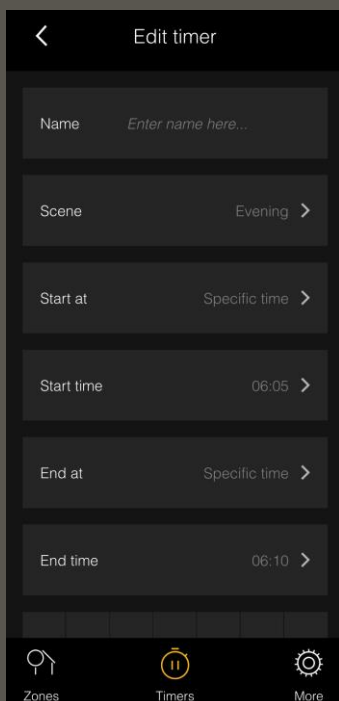 Edit timer
Name Enter name here...
Scene Evening
Start at Specific time
Start time 06:05
End at Specific time
End time 06:10
Zones Timers More